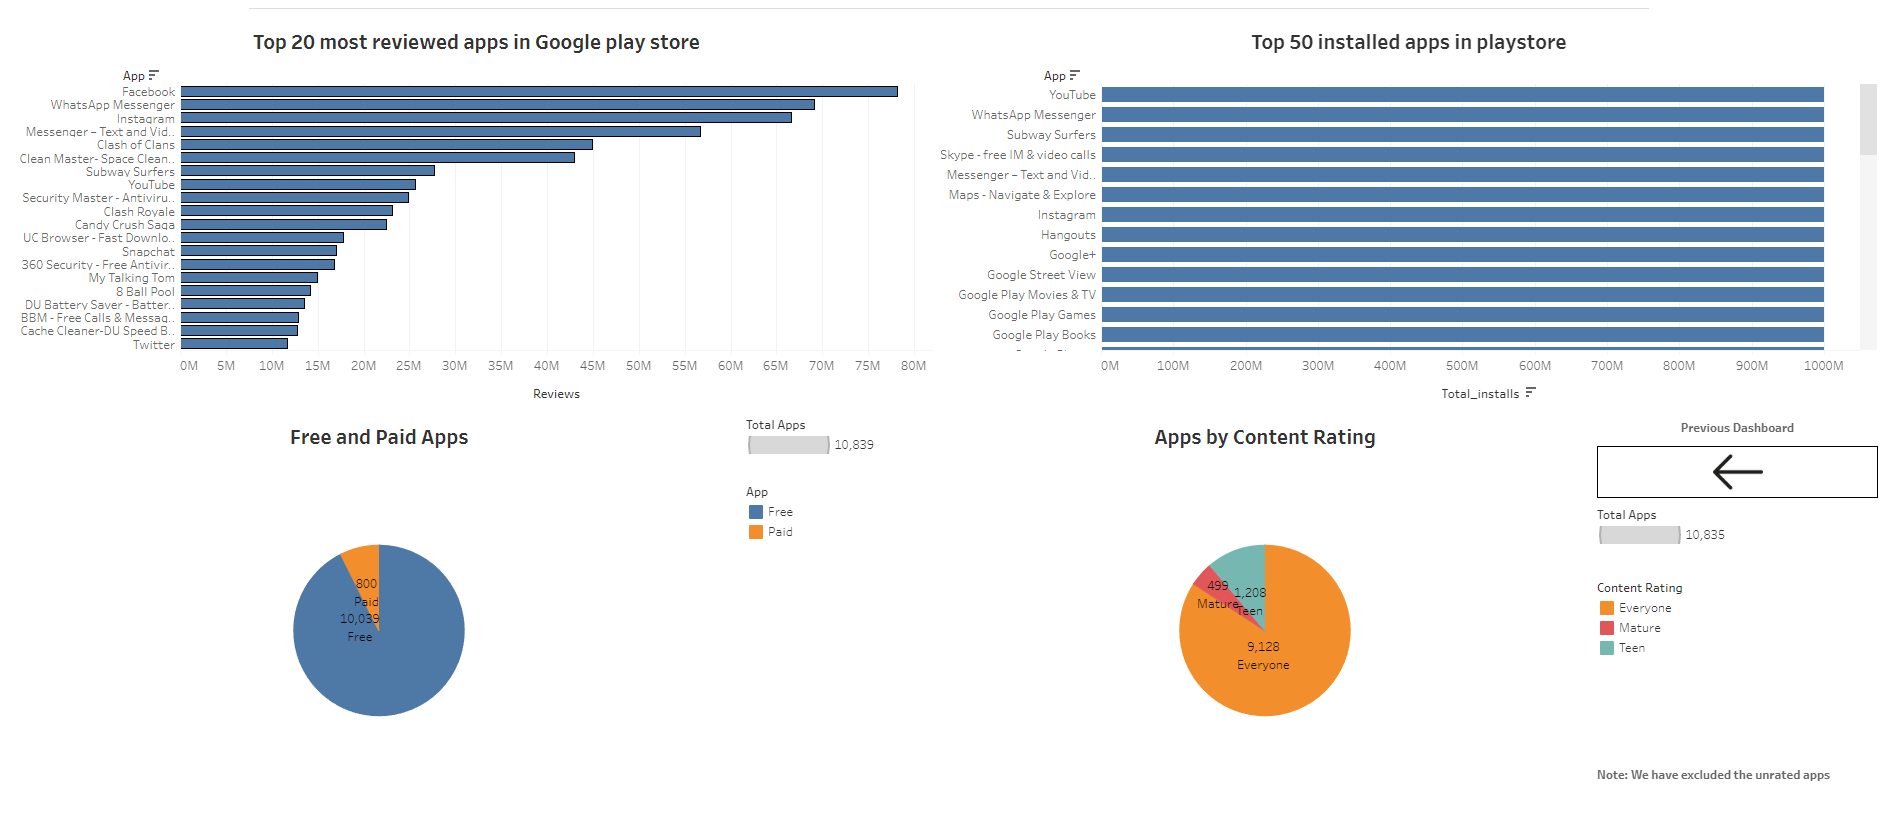 Top 20 most reviewed apps in Google play store
App
Facebook
WhatsApp Messenger
Instagram
Messenger – Text and Vid..
Clash of Clans
Clean Master- Space Clean..
Subway Surfers
YouTube
Security Master - Antiviru..
Clash Royale
Candy Crush Saga
UC Browser - Fast Downlo..
Snapchat
360 Security - Free Antivir..
My Talking Tom
8 Ball Pool
DU Battery Saver - Batter..
BBM - Free Calls & Messag..
Cache Cleaner-DU Speed B..
Twitter
0M 5M 10M 15M 20M 25M 30M 35M 40M 45M 50M 55M 60M 65M 70M 75M 80M
Reviews
Top 50 installed apps in playstore
App
YouTube
WhatsApp Messenger
Subway Surfers
Skype - free IM & video calls
Messenger – Text and Vid..
Maps - Navigate & Explore
Instagram
Hangouts
Google+
Google Street View
Google Play Movies & TV
Google Play Games
Google Play Books
0M 100M 200M 300M 400M 500M 600M 700M 800M 900M 1000M
Total_installs
Free and Paid Apps
800
Paid
10,039
Free
Total Apps
10,839
App
Free
Paid
Apps by Content Rating
499
Mature
1,208
Teen
9,128
Everyone
Previous Dashboard
Total Apps
10,835
Content Rating
Everyone
Mature
Teen
Note: We have excluded the unrated apps